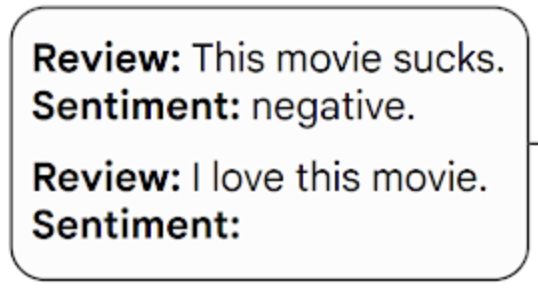 Review: This movie sucks.
Sentiment: negative.
Review: I love this movie.
Sentiment: